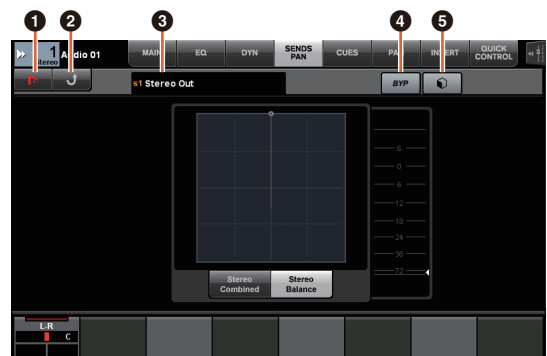 1 2 3 4 5
1 Audio 01 MAIN EQ DYN SENDS PAN CUES PAN INSERT QUICK CONTROL
Stereo
s1 Stereo Out BYP
6
0
6
12
18
24
36
72
Stereo Combined Stereo Balance
L-R
C